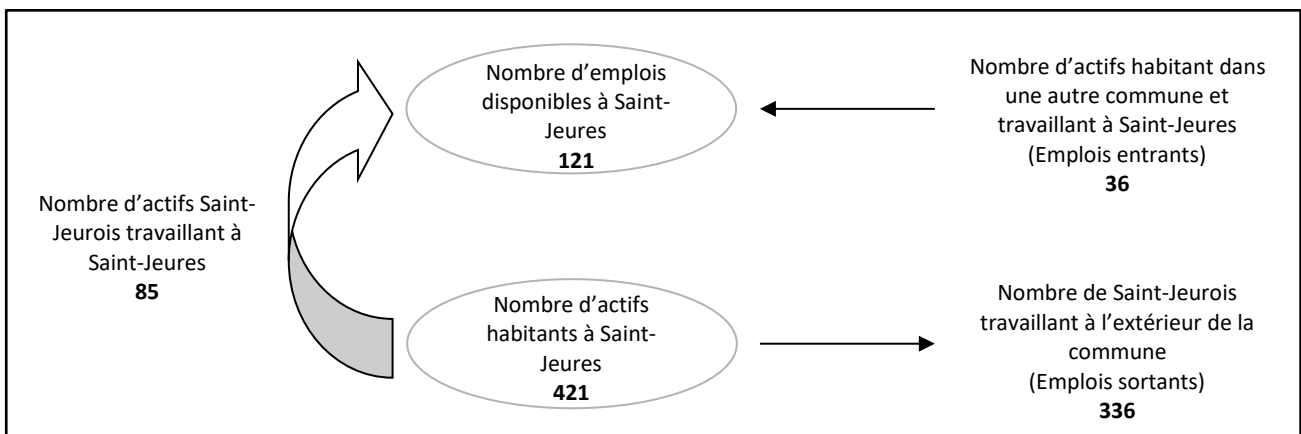 Nombre d'emplois
disponibles à Saint-
Jeures
121
Nombre d'actifs habitant dans
une autre commune et
travaillant à Saint-Jeures
(Emplois entrants)
36
Nombre d'actifs Saint-
Jeurois travaillant à
Saint-Jeures
85
Nombre d'actifs
habitants à Saint-
Jeures
421
Nombre de Saint-Jeurois
travaillant à l'extérieur de la
commune
(Emplois sortants)
336